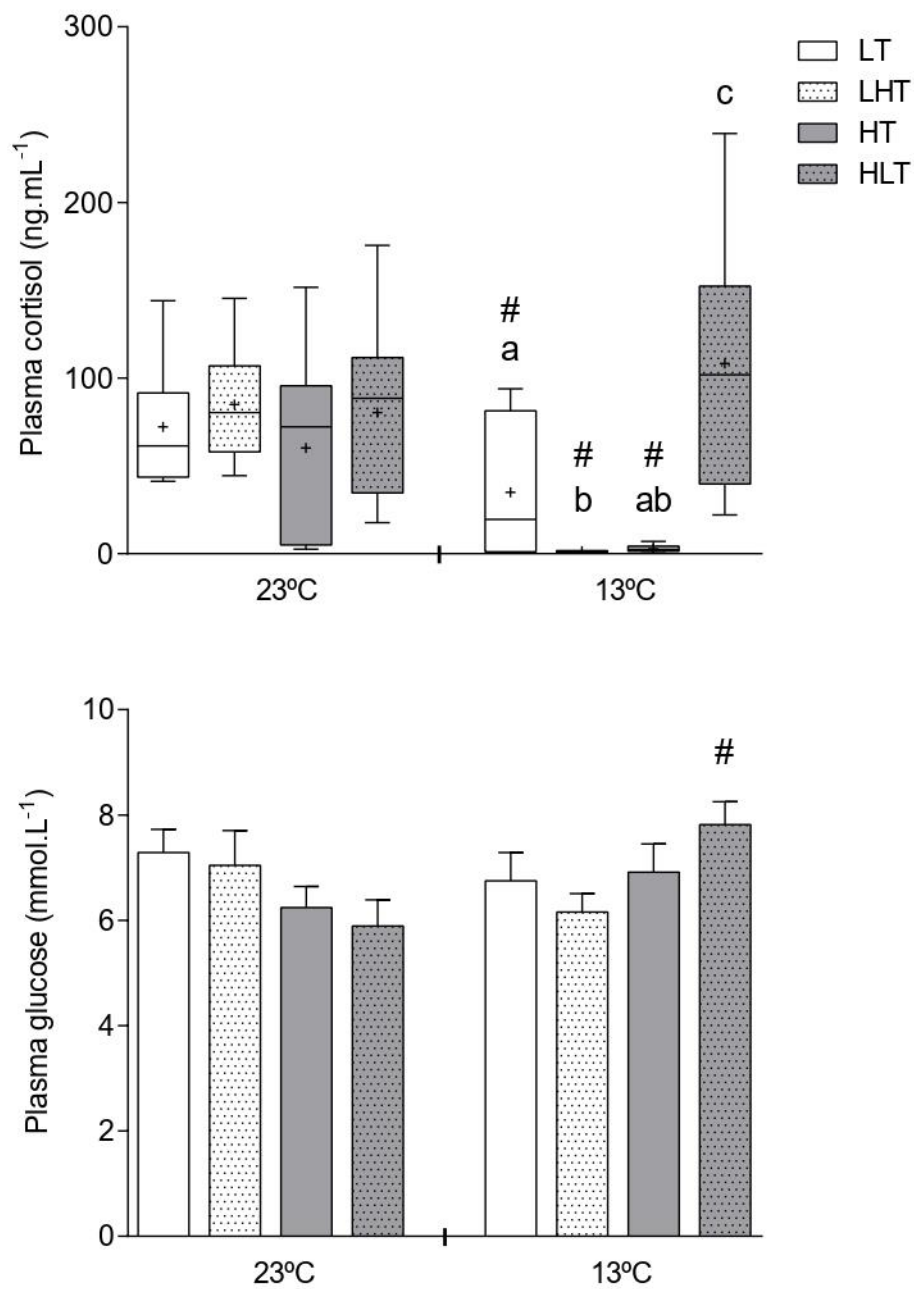 Plasma cortisol (ng.mL⁻¹)
300
200
100
0
LT
LHT
HT
HLT
#
a
#
b
#
ab
c
23ºC
13ºC
Plasma glucose (mmol.L⁻¹)
10
8
6
4
2
0
#
23ºC
13ºC